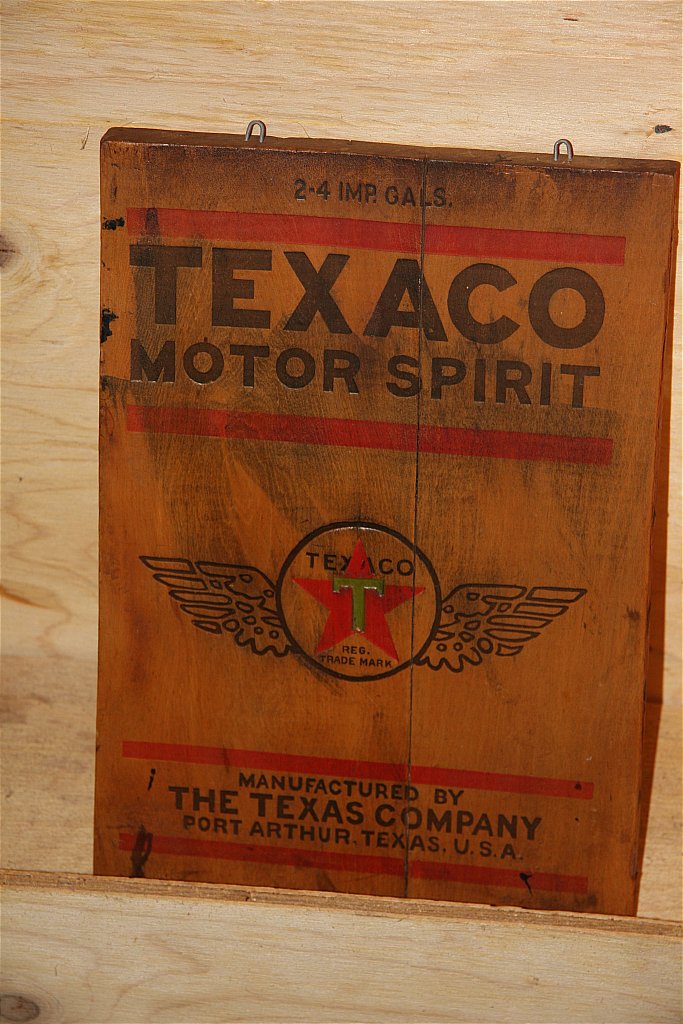 2-4 IMP. GALS.
TEXACO
MOTOR SPIRIT
TEXACO
T
REG.
TRADE MARK
MANUFACTURED BY
THE TEXAS COMPANY
PORT ARTHUR, TEXAS, U.S.A.